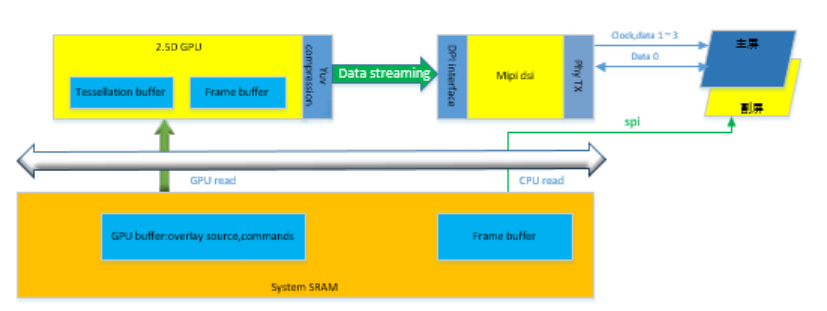 2.5D GPU
Tessellation buffer
Frame buffer
Yuv
compression
Data streaming
DPI interface
Mipi dsi
Phy TX
Clock,data 1~3
Data 0
主屏
副屏
spi
GPU read
CPU read
GPU buffer:overlay source,commands
Frame buffer
System SRAM